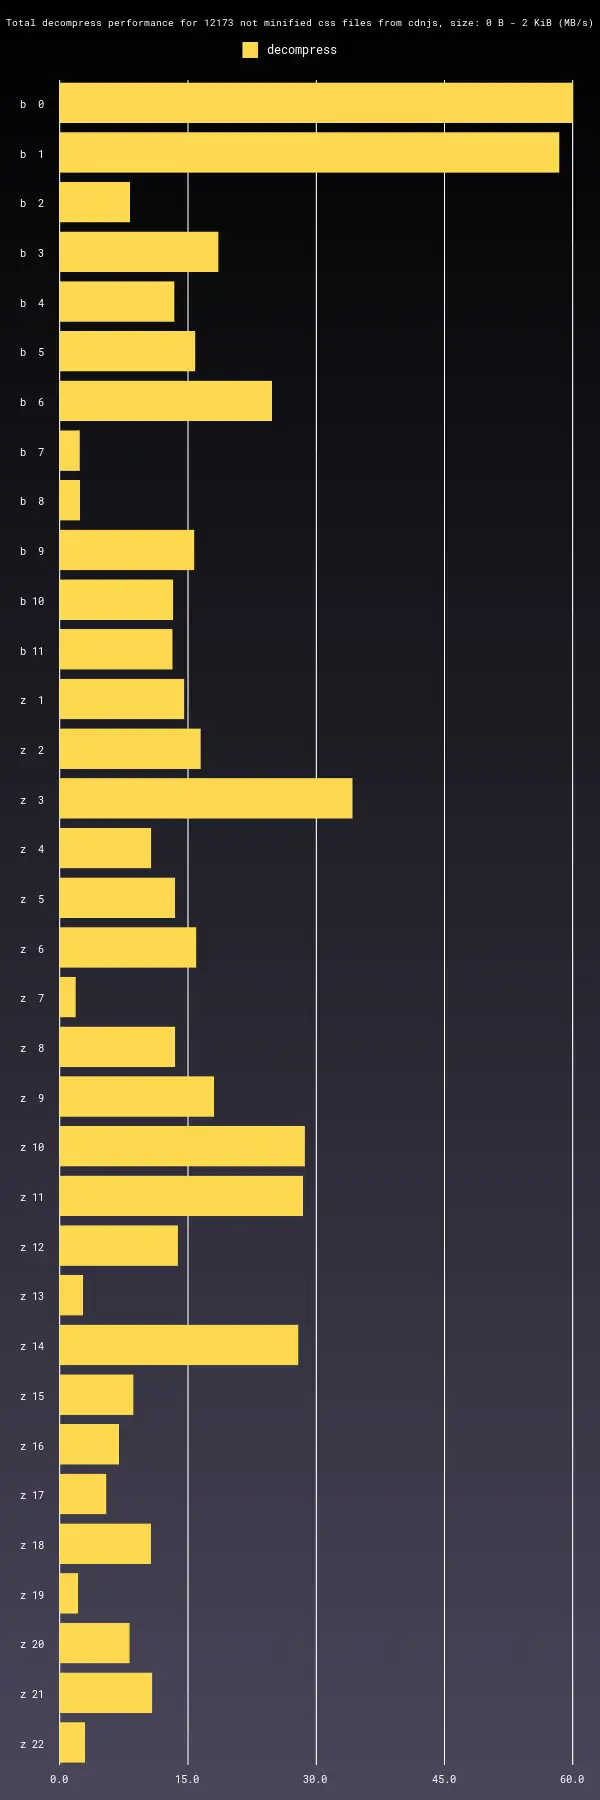 Total decompress performance for 12173 not minified css files from cdnjs, size: 0 B - 2 KiB (MB/s)
decompress
b  0
b  1
b  2
b  3
b  4
b  5
b  6
b  7
b  8
b  9
b 10
b 11
z  1
z  2
z  3
z  4
z  5
z  6
z  7
z  8
z  9
z 10
z 11
z 12
z 13
z 14
z 15
z 16
z 17
z 18
z 19
z 20
z 21
z 22
0.0 15.0 30.0 45.0 60.0